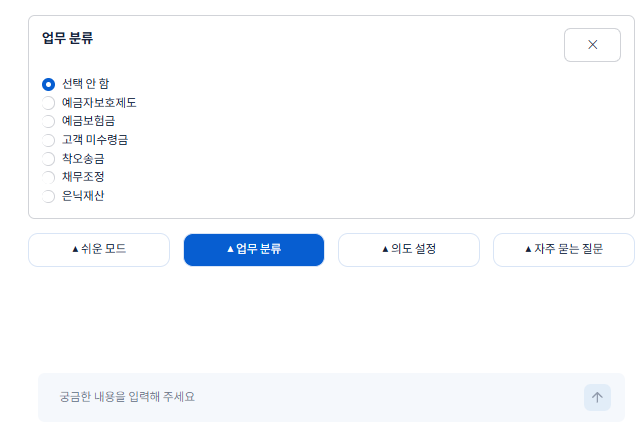 업무 분류
선택 안 함
예금자보호제도
예금보험금
고객 미수령금
착오송금
채무조정
은닉재산
▲쉬운 모드
▲업무 분류
▲의도 설정
▲자주 묻는 질문
궁금한 내용을 입력해 주세요